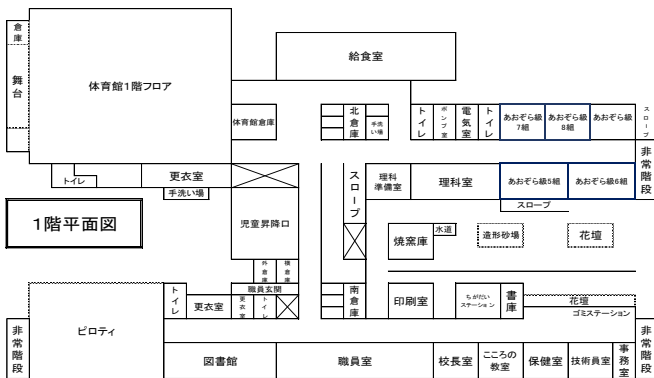 倉庫
舞台
体育館1階フロア
給食室
体育館倉庫
北倉庫
手洗い場
トイレ
ポンプ室
電気室
トイレ
あおぞら級
7組
あおぞら級
8組
あおぞら級
スロープ
トイレ
更衣室
手洗い場
スロープ
理科
準備室
理科室
あおぞら級5組
あおぞら級6組
非常階段
スロープ
1階平面図
児童昇降口
焼窯庫
水道
造形砂場
花壇
外倉庫
職員玄関
トイレ
更衣室
更衣室
トイレ
南倉庫
印刷室
ちがだい
ステーション
書庫
花壇
ゴミステーション
非常階段
ピロティ
図書館
職員室
校長室
こころの
教室
保健室
技術員室
事務室
非常階段